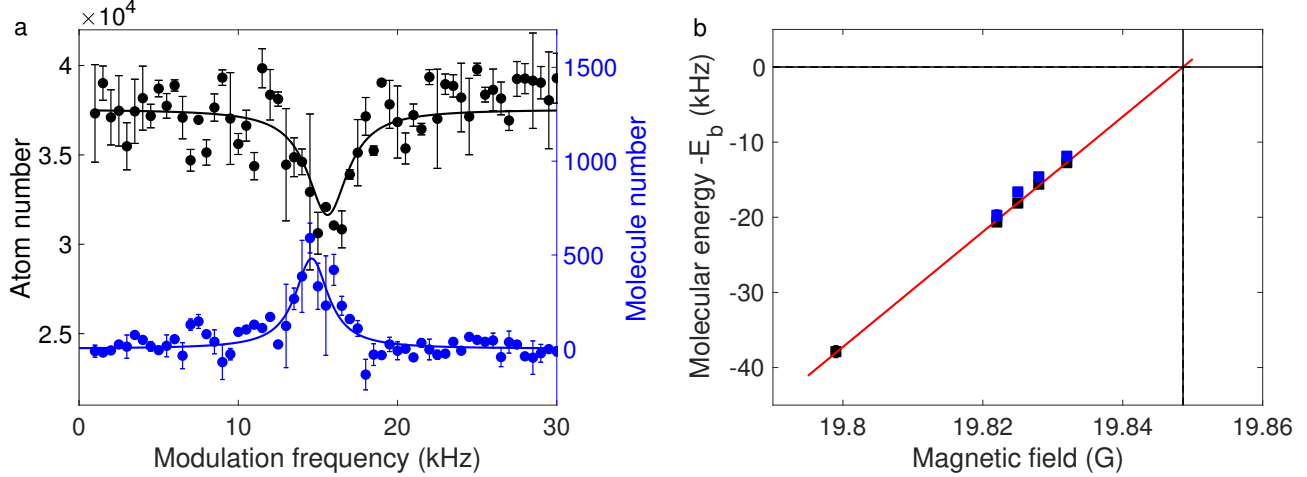 a
×10⁴
4
3.5
3
2.5
Atom number
1500
1000
500
0
Molecule number
0 10 20 30
Modulation frequency (kHz)
b
0
-10
-20
-30
-40
Molecular energy -E_b (kHz)
19.8 19.82 19.84 19.86
Magnetic field (G)